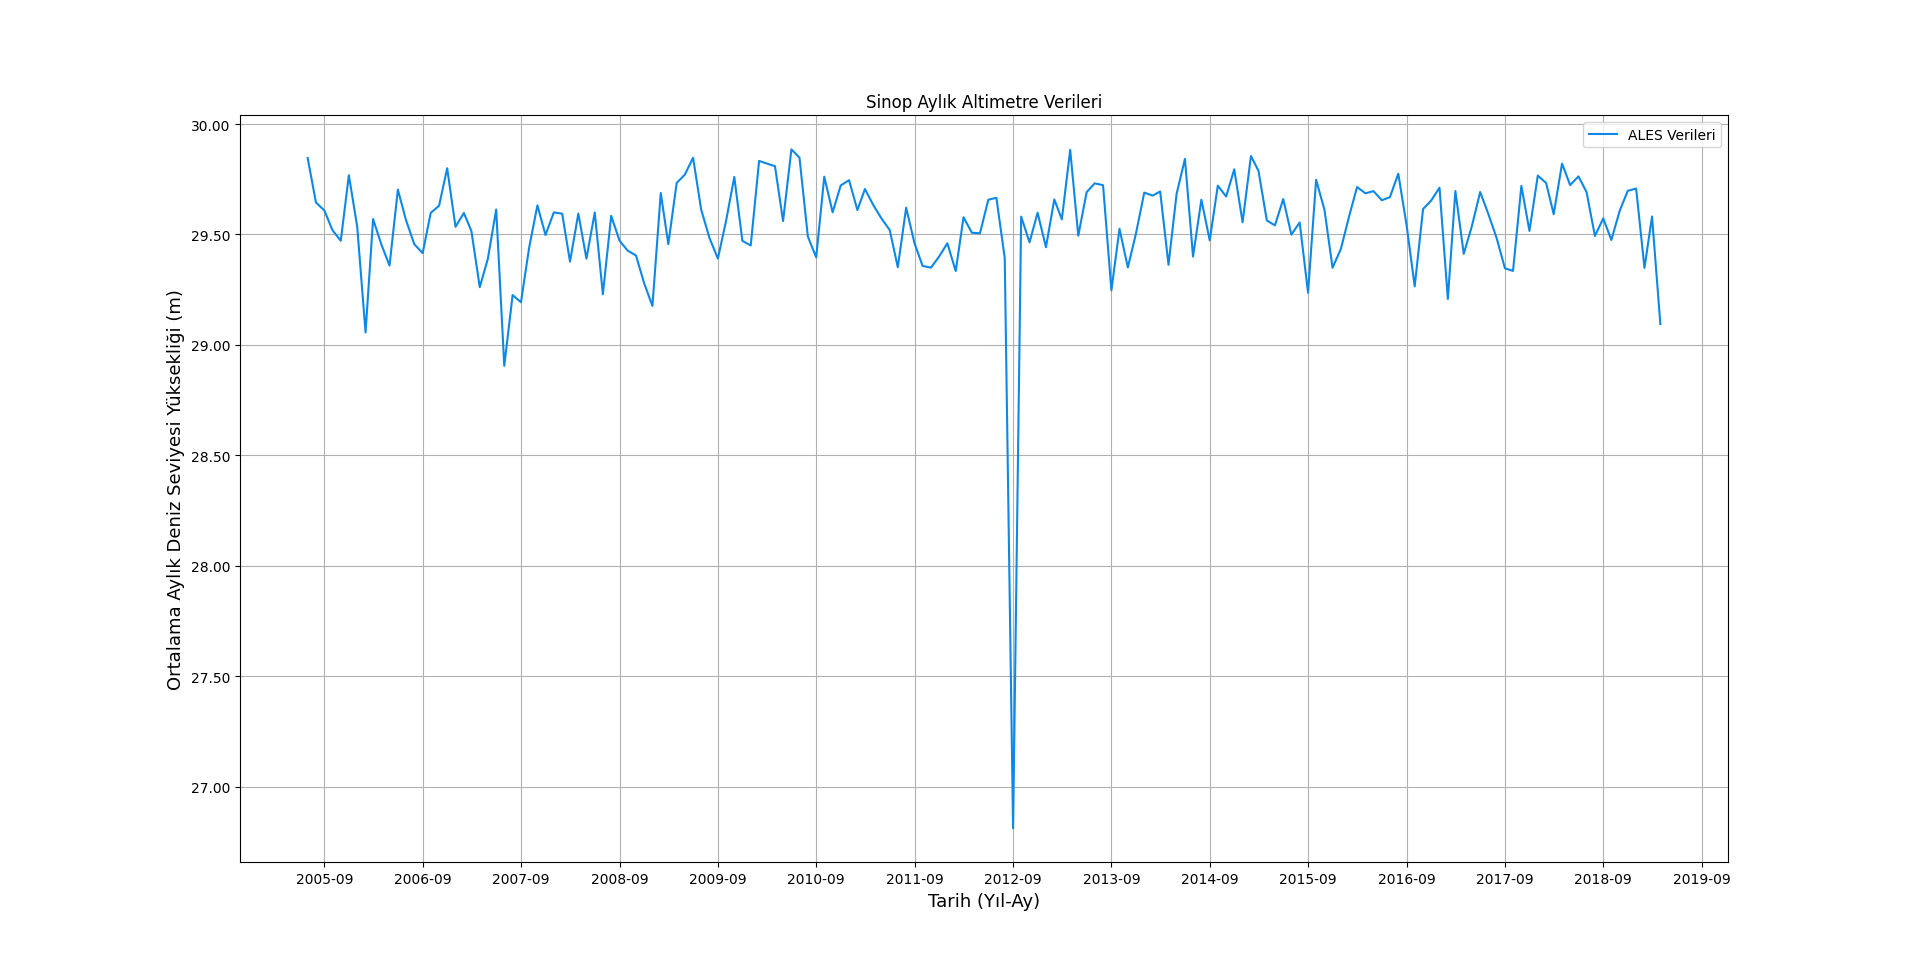 Sinop Aylık Altimetre Verileri
ALES Verileri
Ortalama Aylık Deniz Seviyesi Yüksekliği (m)
30.00
29.50
29.00
28.50
28.00
27.50
27.00
2005-09 2006-09 2007-09 2008-09 2009-09 2010-09 2011-09 2012-09 2013-09 2014-09 2015-09 2016-09 2017-09 2018-09 2019-09
Tarih (Yıl-Ay)